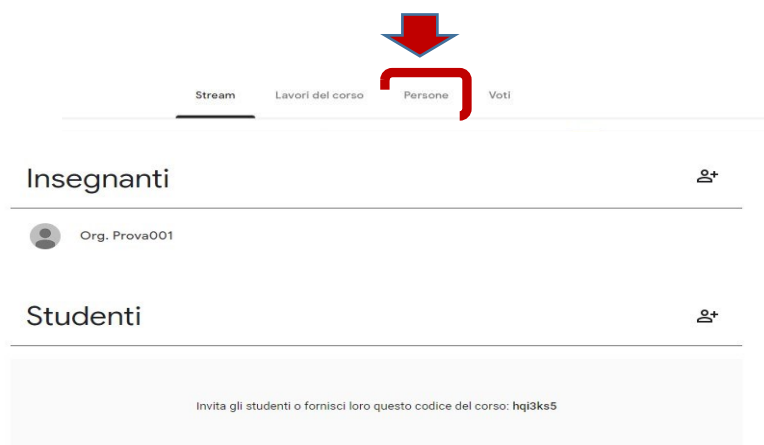 Stream Lavori del corso Persone Voti
Insegnanti
Org. Prova001
Studenti
Invita gli studenti o fornisci loro questo codice del corso: hqi3ks5